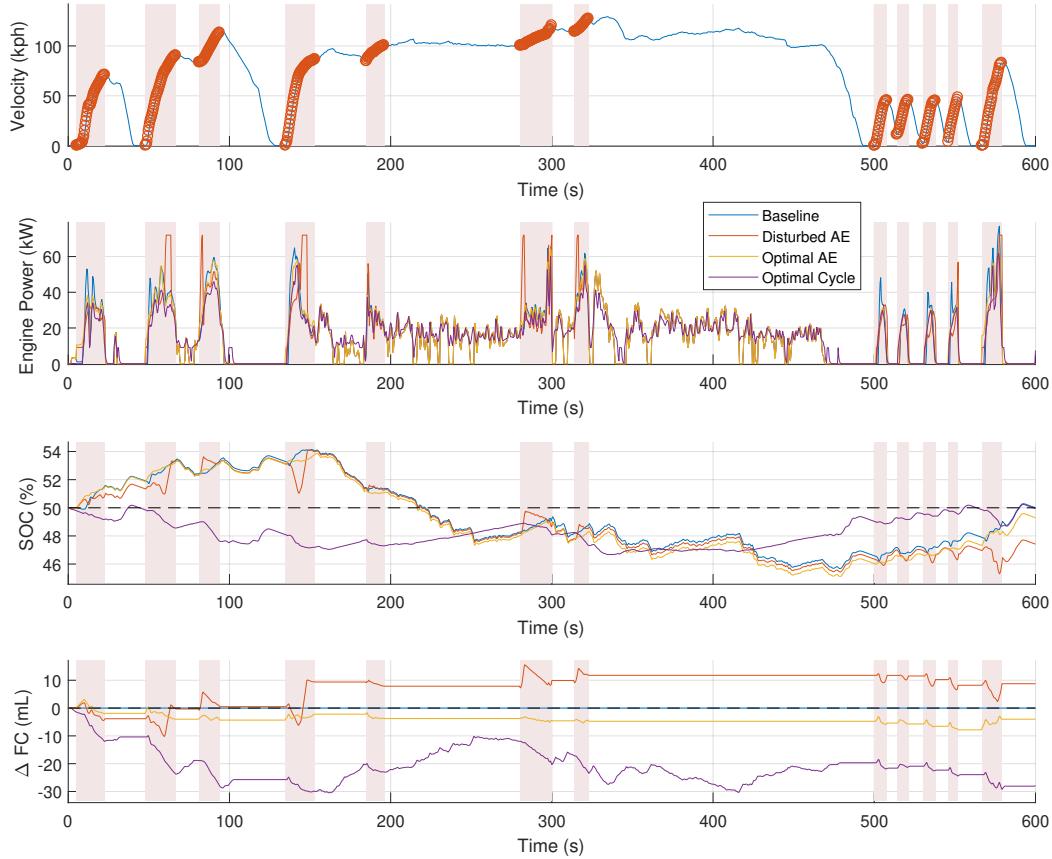 Velocity (kph)
100
50
0
0 100 200 300 400 500 600
Time (s)
Engine Power (kW)
60
40
20
0
Baseline
Disturbed AE
Optimal AE
Optimal Cycle
0 100 200 300 400 500 600
Time (s)
SOC (%)
54
52
50
48
46
0 100 200 300 400 500 600
Time (s)
Δ FC (mL)
10
0
-10
-20
-30
0 100 200 300 400 500 600
Time (s)